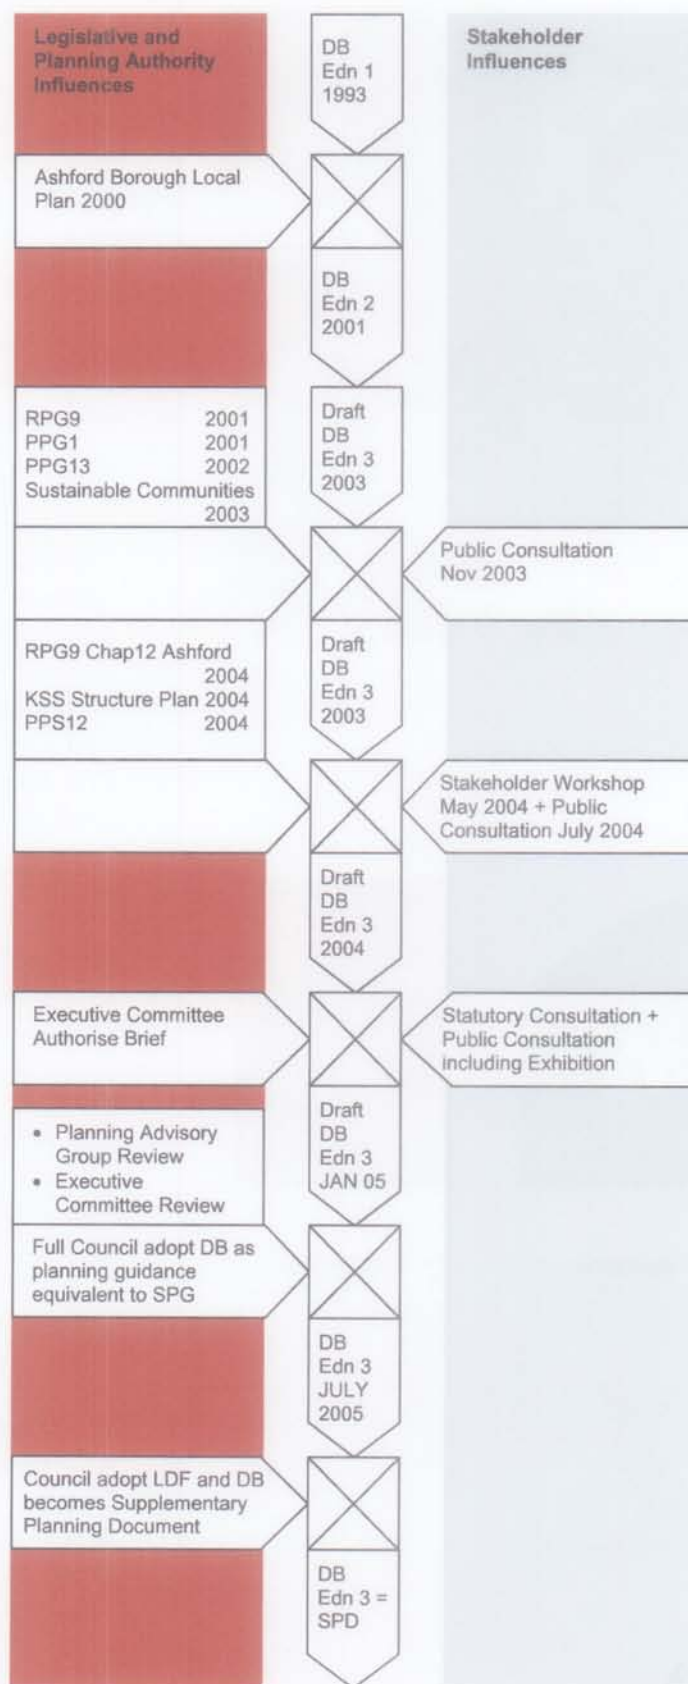 Legislative and
Planning Authority
Influences
DB
Edn 1
1993
Stakeholder
Influences
Ashford Borough Local
Plan 2000
DB
Edn 2
2001
RPG9 2001
PPG1 2001
PPG13 2002
Sustainable Communities
2003
Draft
DB
Edn 3
2003
Public Consultation
Nov 2003
RPG9 Chap12 Ashford
2004
KSS Structure Plan 2004
PPS12 2004
Draft
DB
Edn 3
2003
Stakeholder Workshop
May 2004 + Public
Consultation July 2004
Draft
DB
Edn 3
2004
Executive Committee
Authorise Brief
Statutory Consultation +
Public Consultation
including Exhibition
Draft
DB
Edn 3
JAN 05
• Planning Advisory
Group Review
• Executive
Committee Review
Full Council adopt DB as
planning guidance
equivalent to SPG
DB
Edn 3
JULY
2005
Council adopt LDF and DB
becomes Supplementary
Planning Document
DB
Edn 3 =
SPD